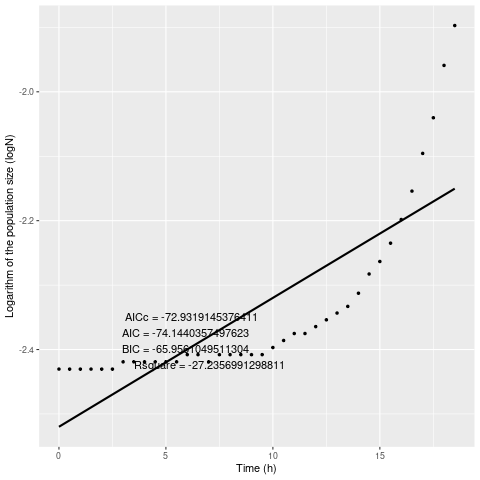 Logarithm of the population size (logN)
-2.0
-2.2
-2.4
AICc = -72.9319145376411
AIC = -74.1440357497623
BIC = -65.9561049511304
Rsquare = -27.2356991298811
0
5
10
15
Time (h)